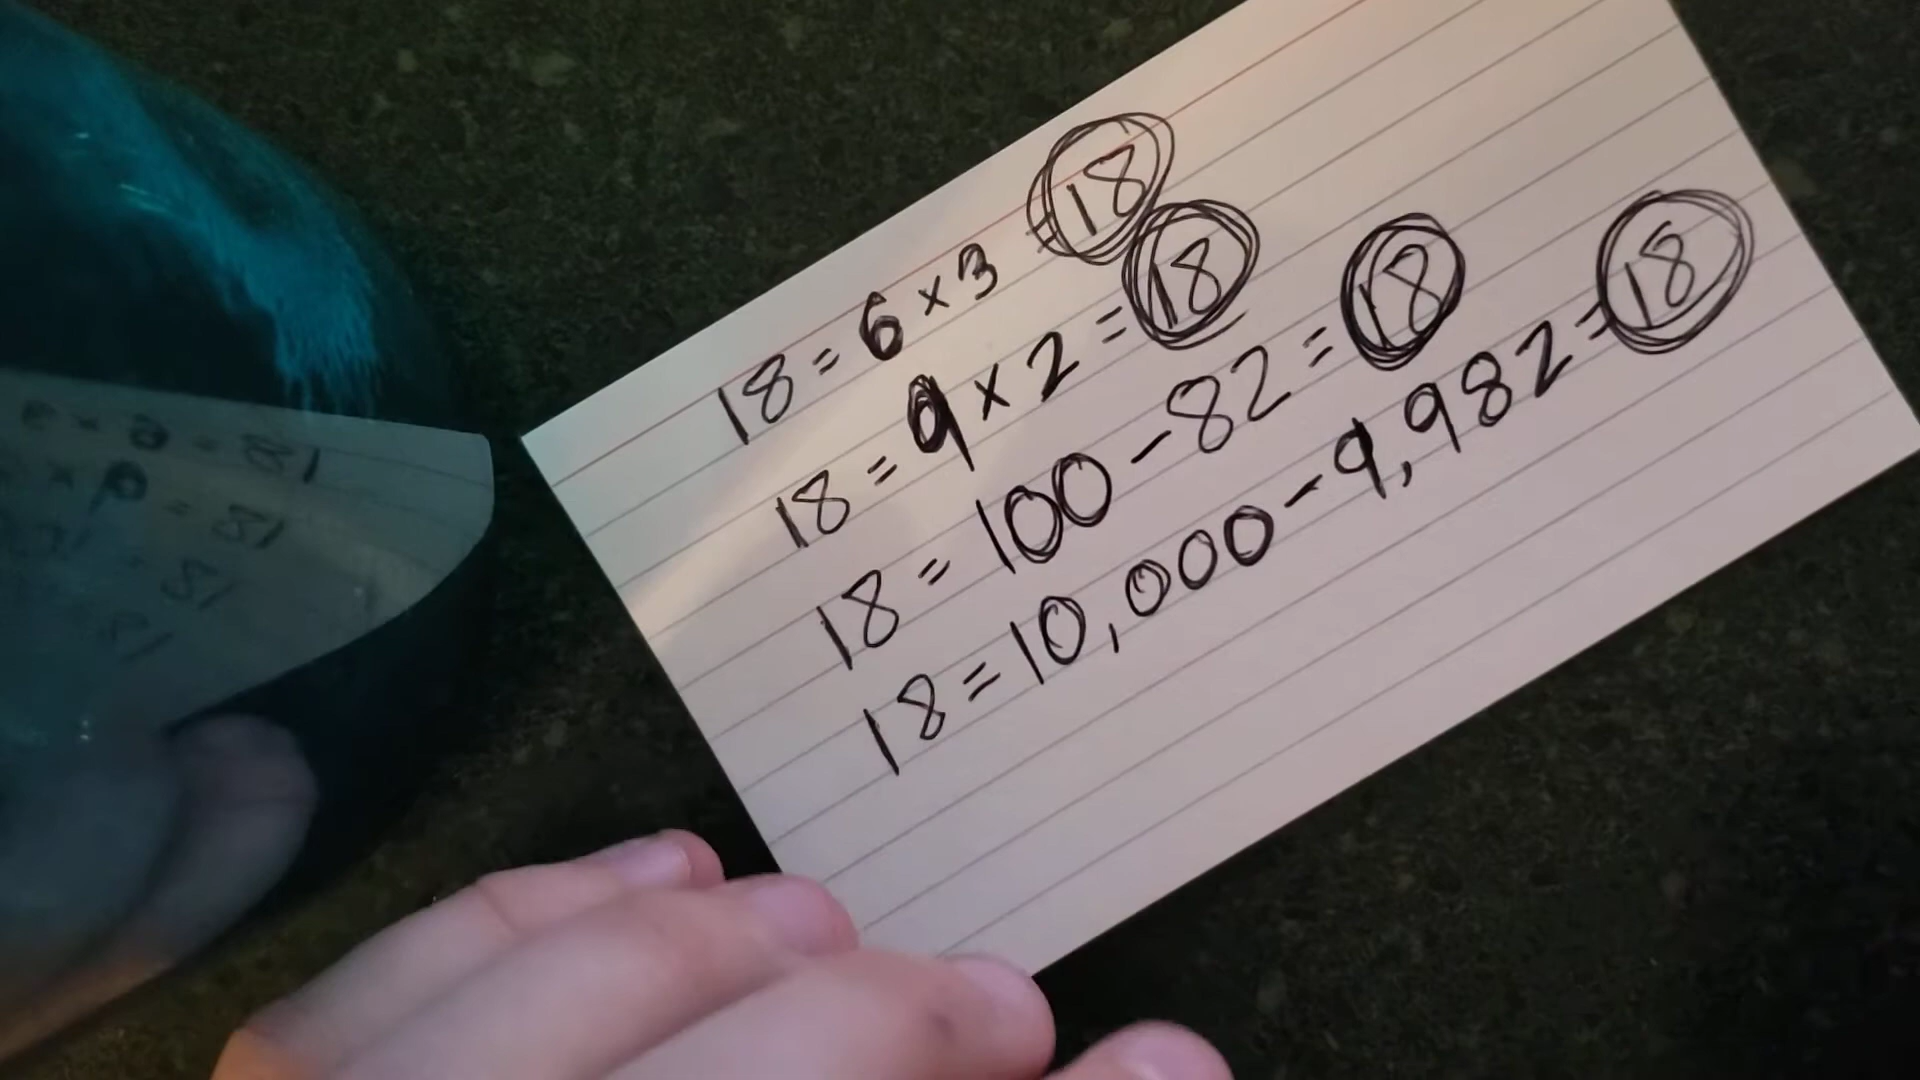 18 = 6 × 3 = 18
18 = 9 × 2 = 18
18 = 100 - 82 = 18
18 = 10,000 - 9,982 = 18